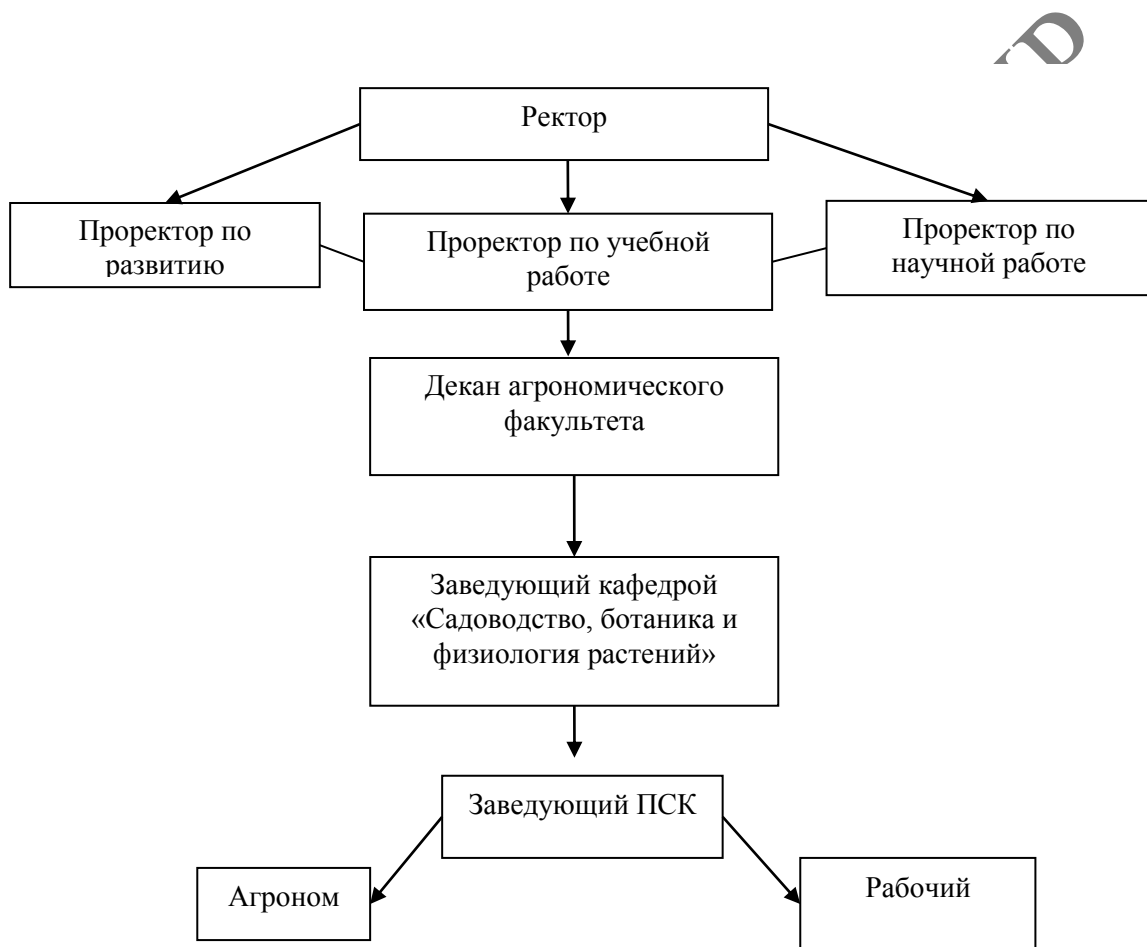 Ректор
Проректор по
развитию
Проректор по учебной
работе
Проректор по
научной работе
Декан агрономического
факультета
Заведующий кафедрой
«Садоводство, ботаника и
физиология растений»
Заведующий ПСК
Агроном
Рабочий